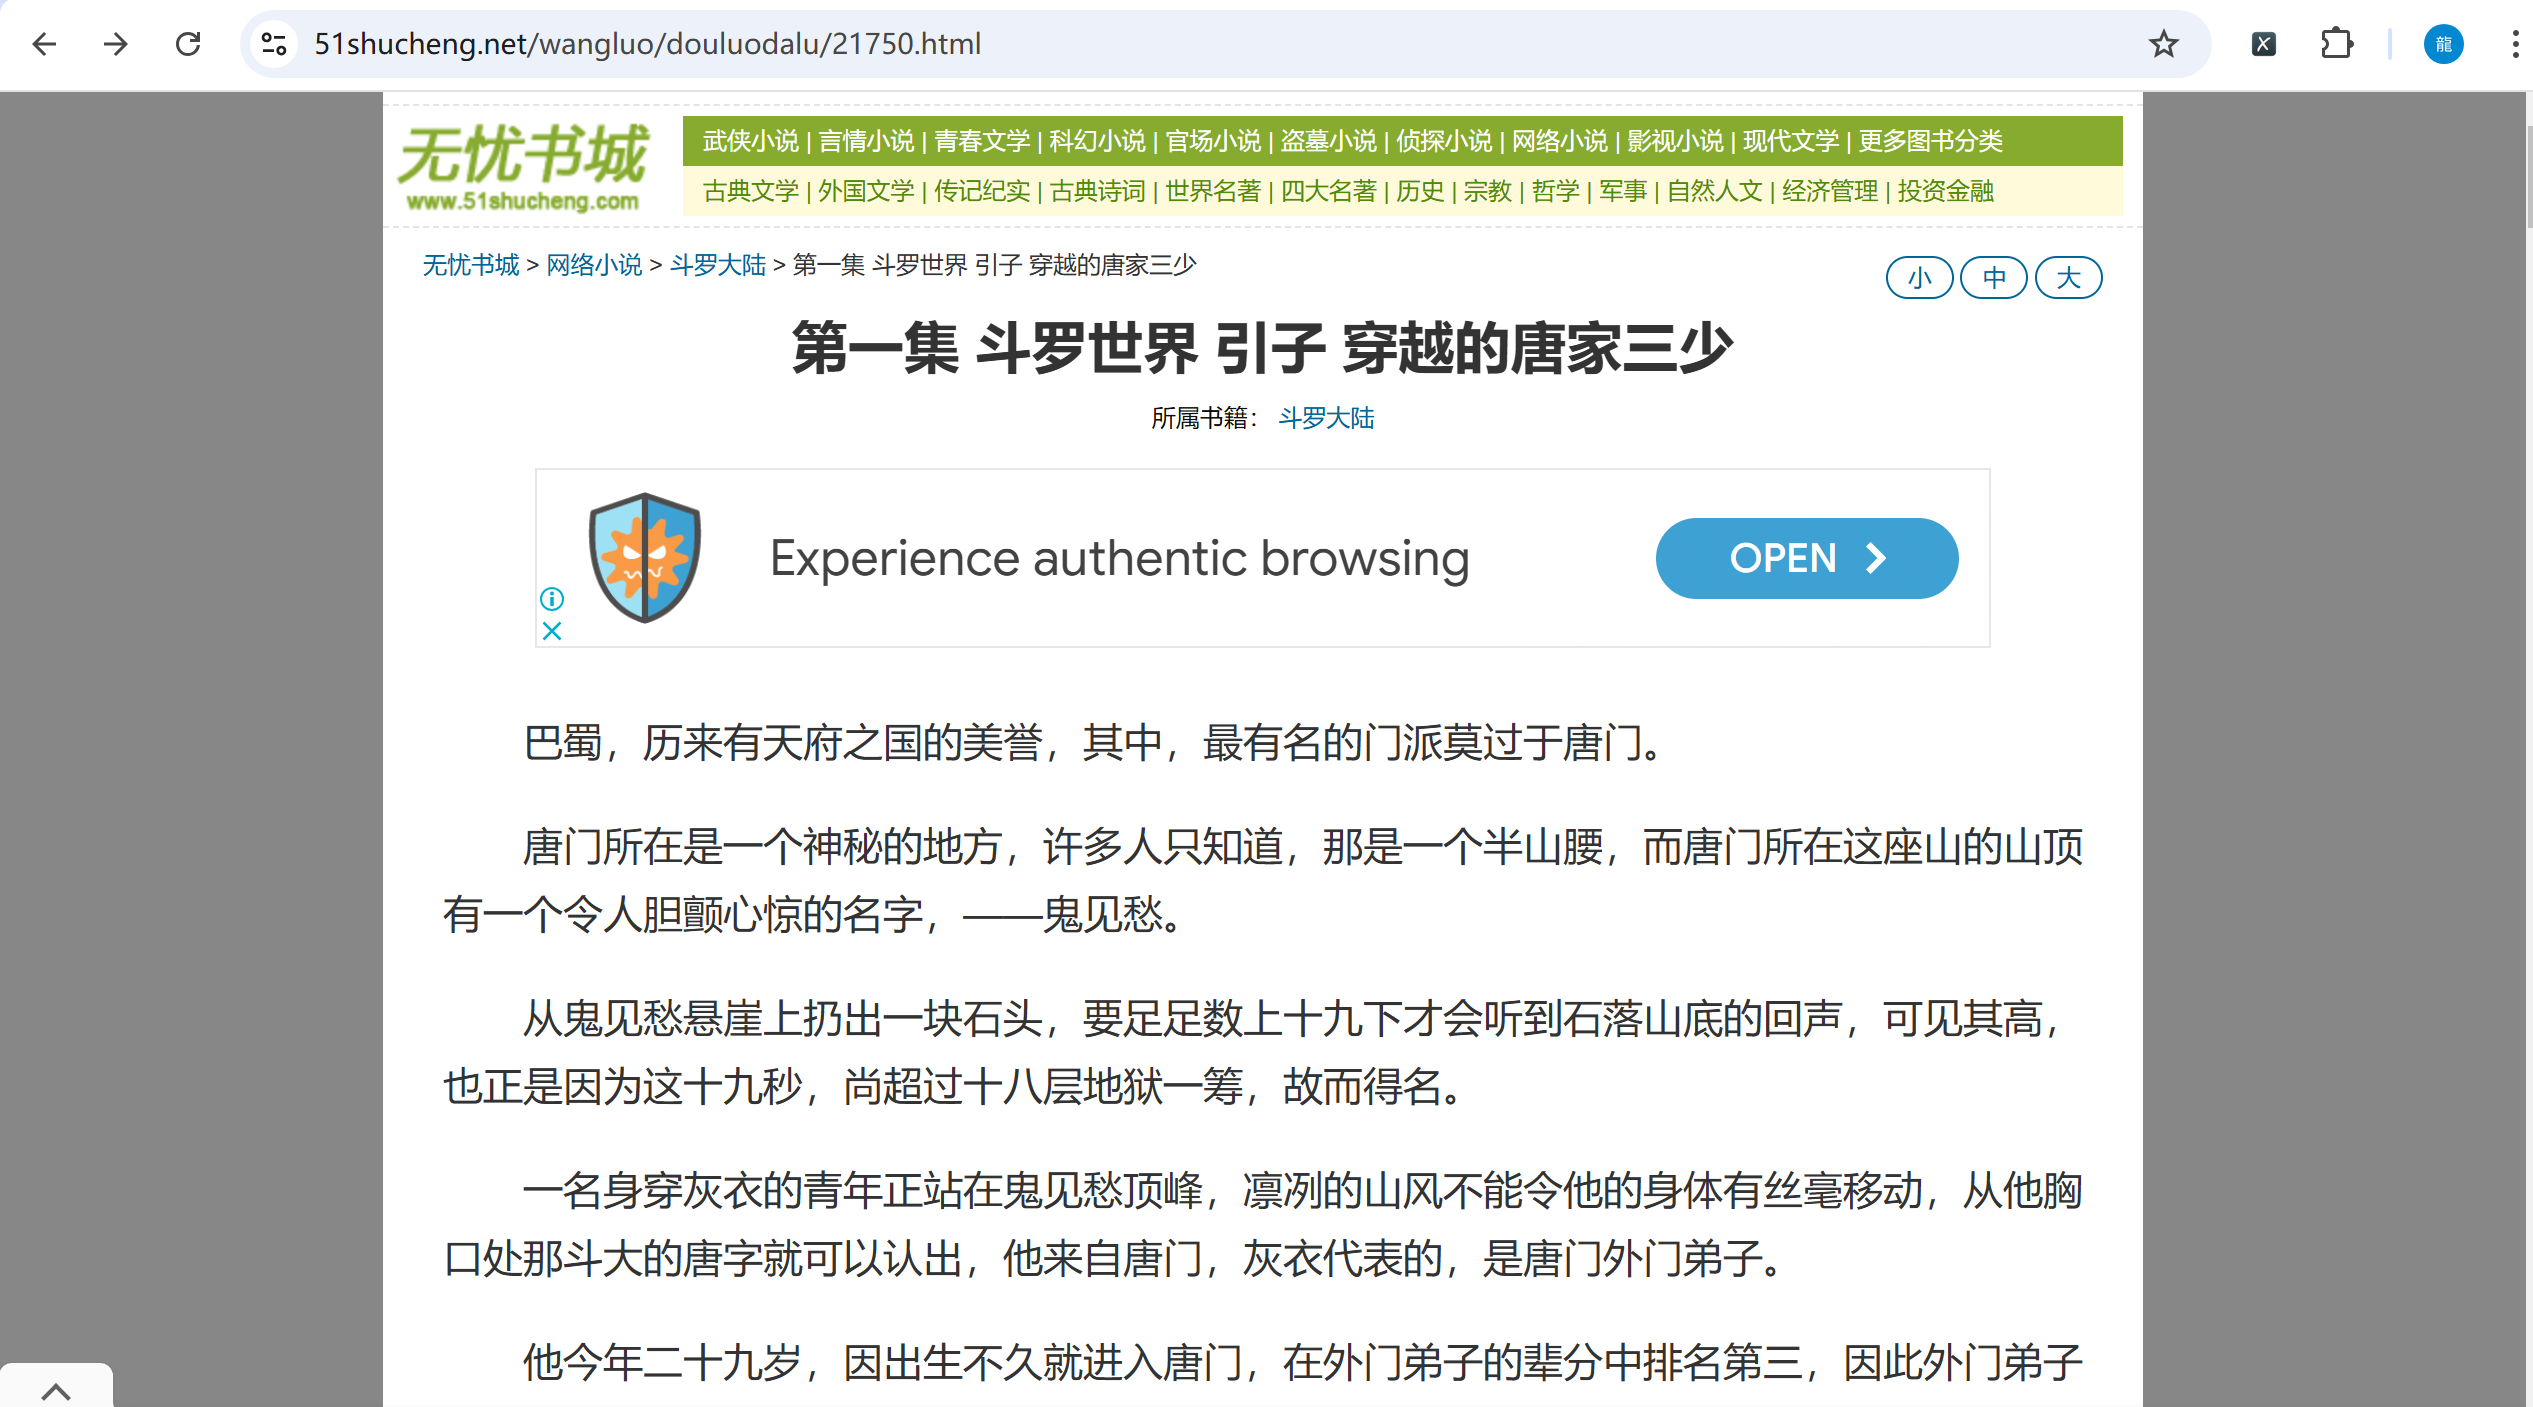 51shucheng.net/wangluo/douluodalu/21750.html
龍
无忧书城
www.51shucheng.com
武侠小说 | 言情小说 | 青春文学 | 科幻小说 | 官场小说 | 盗墓小说 | 侦探小说 | 网络小说 | 影视小说 | 现代文学 | 更多图书分类
古典文学 | 外国文学 | 传记纪实 | 古典诗词 | 世界名著 | 四大名著 | 历史 | 宗教 | 哲学 | 军事 | 自然人文 | 经济管理 | 投资金融
无忧书城 > 网络小说 > 斗罗大陆 > 第一集 斗罗世界 引子 穿越的唐家三少
小 中 大
第一集 斗罗世界 引子 穿越的唐家三少
所属书籍： 斗罗大陆
Experience authentic browsing
OPEN
巴蜀，历来有天府之国的美誉，其中，最有名的门派莫过于唐门。
唐门所在是一个神秘的地方，许多人只知道，那是一个半山腰，而唐门所在这座山的山顶
有一个令人胆颤心惊的名字，——鬼见愁。
从鬼见愁悬崖上扔出一块石头，要足足数上十九下才会听到石落山底的回声，可见其高，
也正是因为这十九秒，尚超过十八层地狱一筹，故而得名。
一名身穿灰衣的青年正站在鬼见愁顶峰，凛冽的山风不能令他的身体有丝毫移动，从他胸
口处那斗大的唐字就可以认出，他来自唐门，灰衣代表的，是唐门外门弟子。
他今年二十九岁，因出生不久就进入唐门，在外门弟子的辈分中排名第三，因此外门弟子